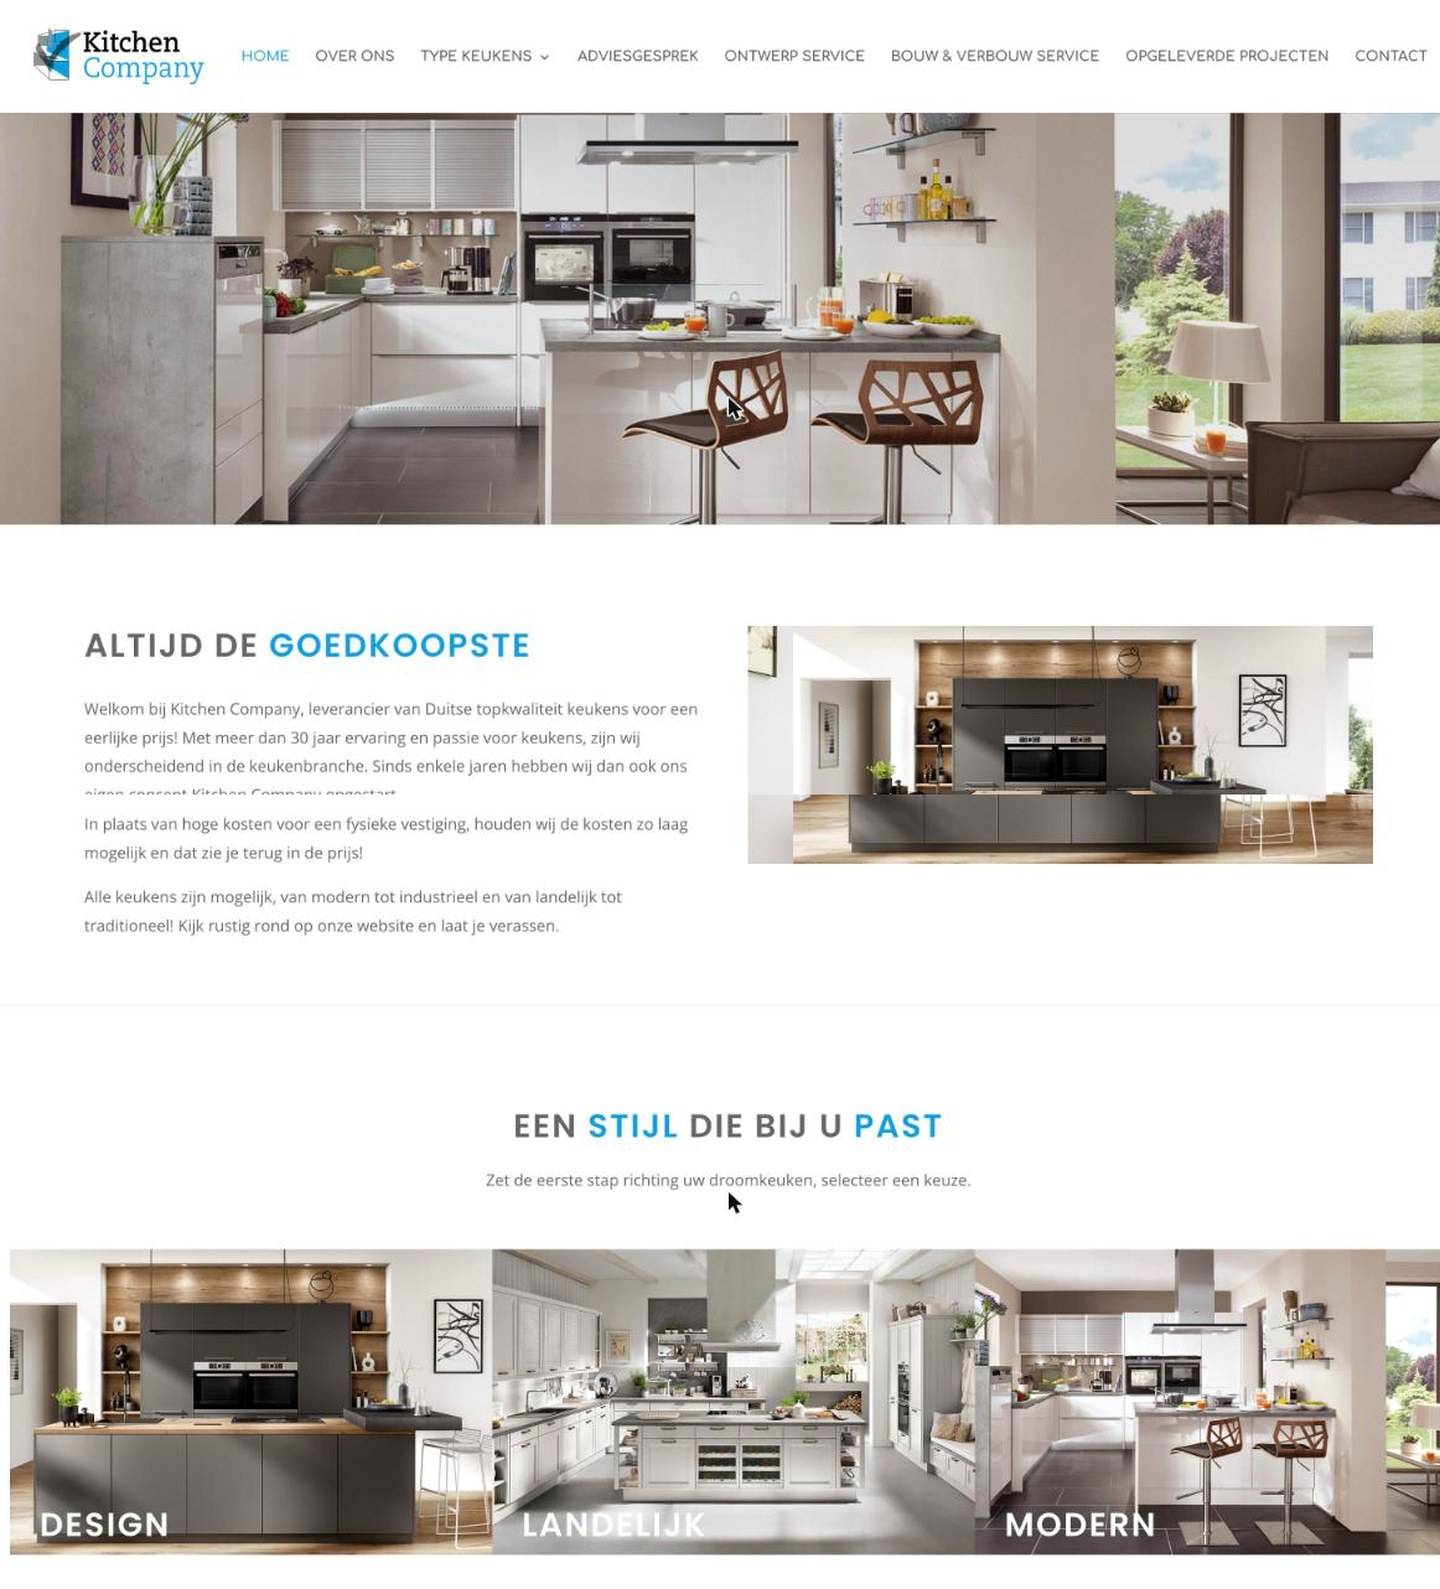 Kitchen
Company
HOME OVER ONS TYPE KEUKENS ADVIESGESPREK ONTWERP SERVICE BOUW & VERBOUW SERVICE OPGELEVERDE PROJECTEN CONTACT
ALTIJD DE GOEDKOOPSTE
Welkom bij Kitchen Company, leverancier van Duitse topkwaliteit keukens voor een
eerlijke prijs! Met meer dan 30 jaar ervaring en passie voor keukens, zijn wij
onderscheidend in de keukenbranche. Sinds enkele jaren hebben wij dan ook ons
eigen concept Kitchen Company opgestart.
In plaats van hoge kosten voor een fysieke vestiging, houden wij de kosten zo laag
mogelijk en dat zie je terug in de prijs!
Alle keukens zijn mogelijk, van modern tot industrieel en van landelijk tot
traditioneel! Kijk rustig rond op onze website en laat je verassen.
EEN STIJL DIE BIJ U PAST
Zet de eerste stap richting uw droomkeuken, selecteer een keuze.
DESIGN
LANDELIJK
MODERN